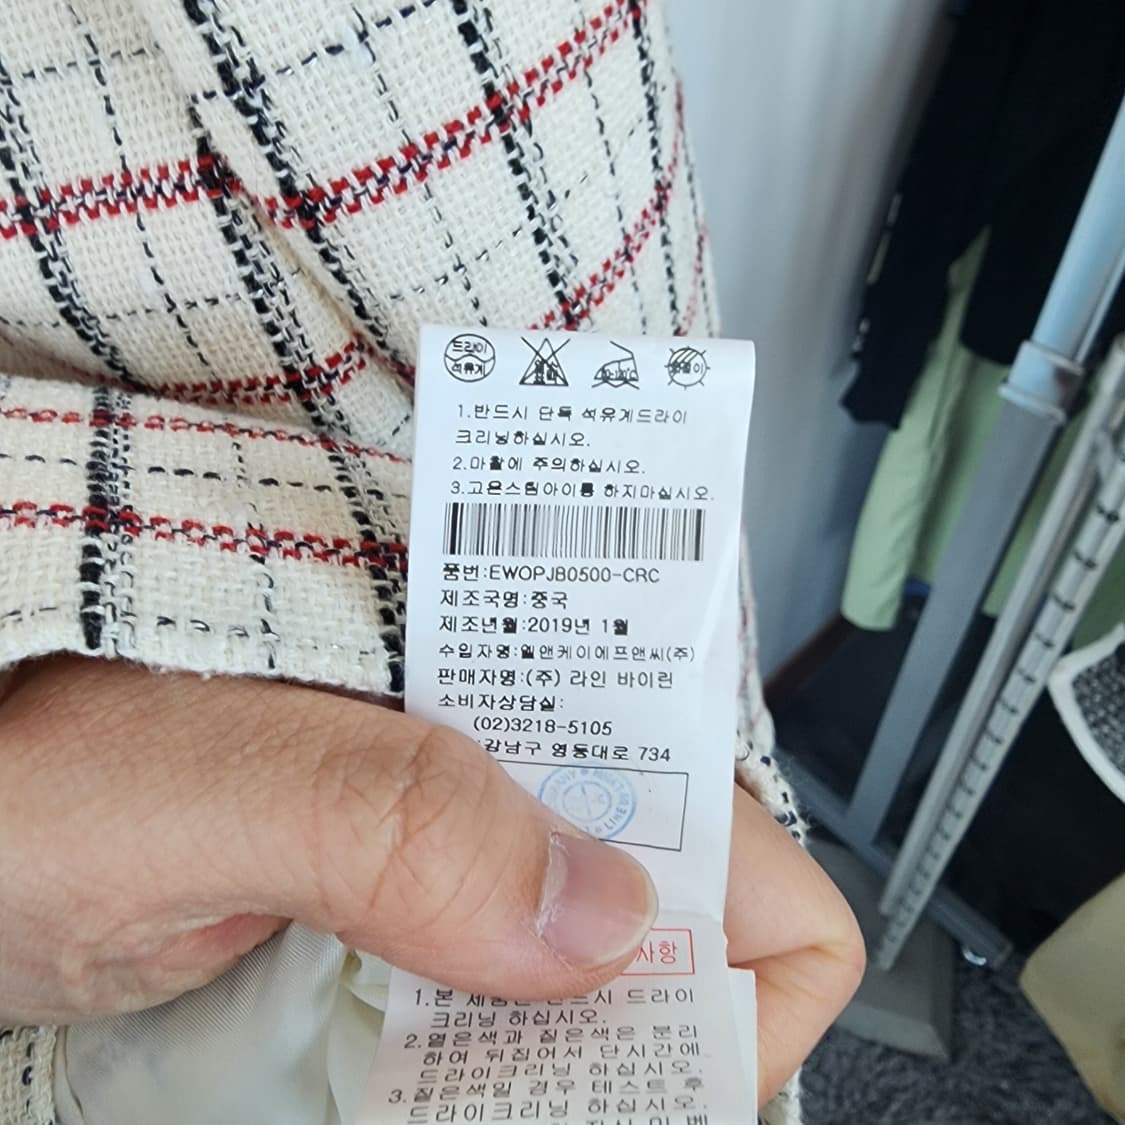 드라이
석유계
염소
표백
80~120℃
1.반드시 단독 석유계드라이
크리닝하십시오.
2.마찰에 주의하십시오.
3.고온스팀아이롱 하지마십시오.
품번:EWOPJB0500-CRC
제조국명:중국
제조년월:2019년 1월
수입자명:엘앤케이에프앤씨(주)
판매자명:(주) 라인 바이린
소비자상담실:
(02)3218-5105
강남구 영동대로 734
사항
1.본 제품은 반드시 드라이
크리닝 하십시오.
2.옅은색과 짙은색은 분리
하여 뒤집어서 단시간에
드라이크리닝 하십시오.
3.짙은색일 경우 테스트 후
드라이크리닝 하십시오.